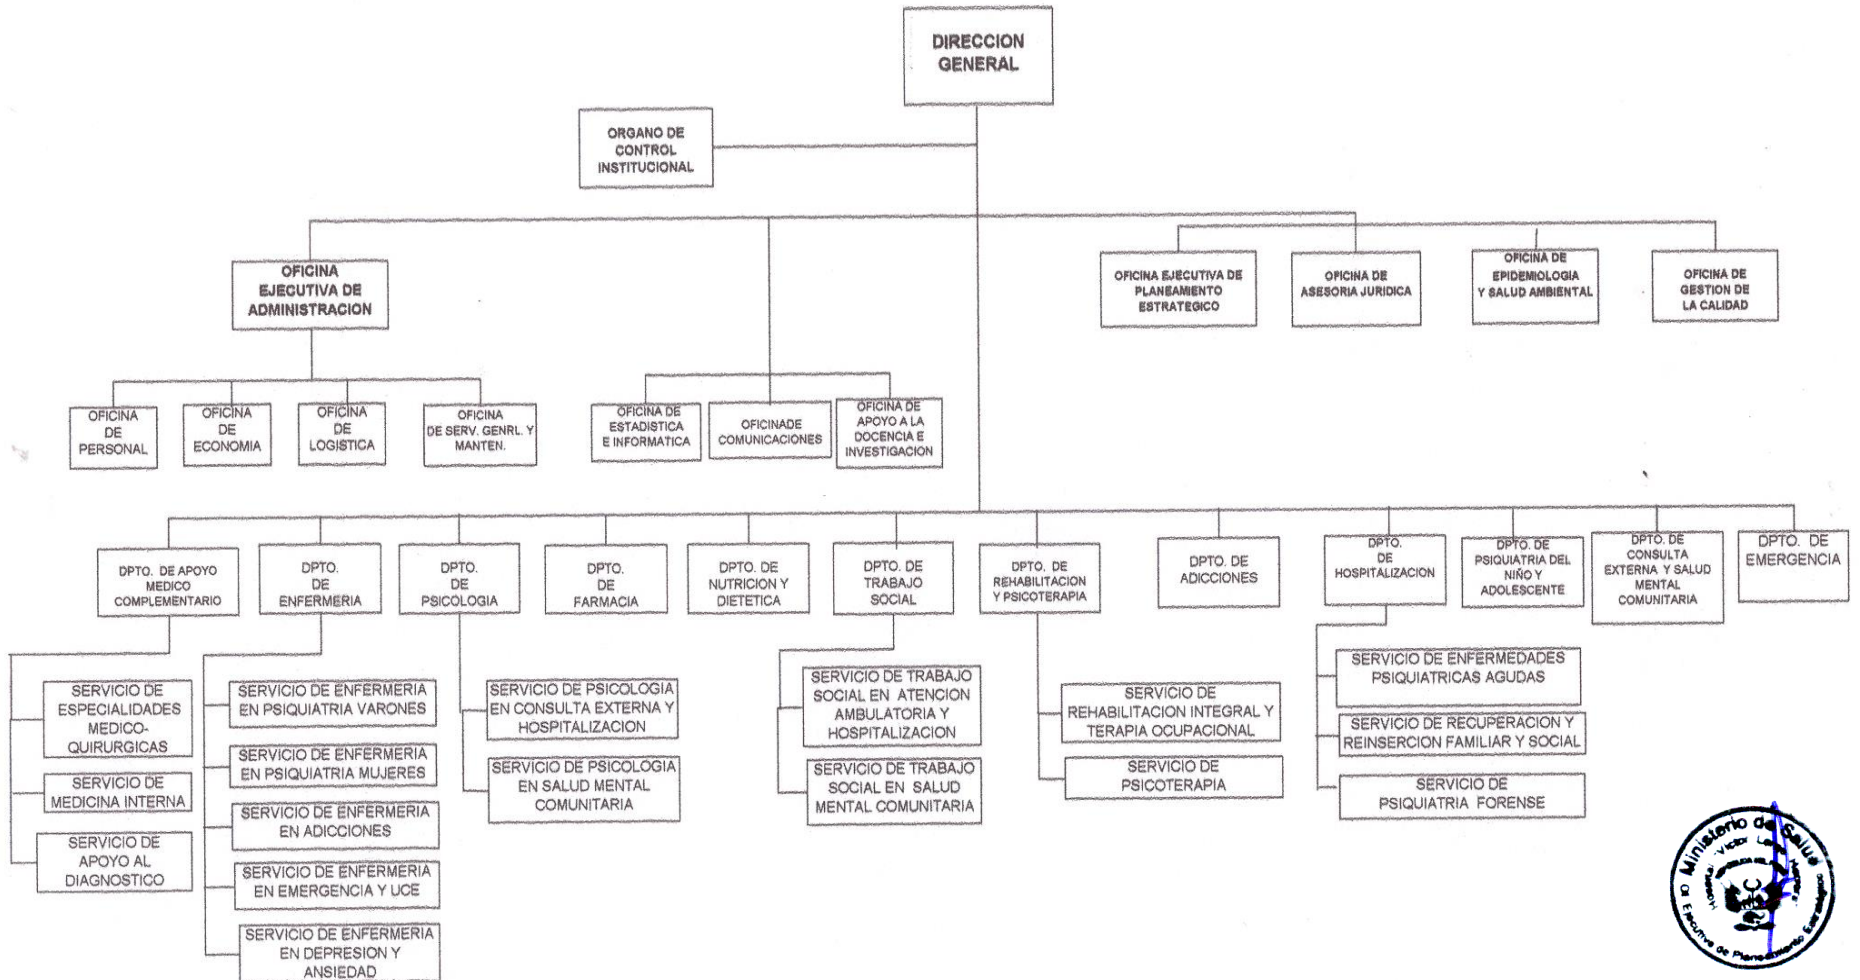 DIRECCION
GENERAL
ORGANO DE
CONTROL
INSTITUCIONAL
OFICINA
EJECUTIVA DE
ADMINISTRACION
OFICINA EJECUTIVA DE
PLANEAMIENTO
ESTRATEGICO
OFICINA DE
ASESORIA JURIDICA
OFICINA DE
EPIDEMIOLOGIA
Y SALUD AMBIENTAL
OFICINA DE
GESTION DE
LA CALIDAD
OFICINA
DE
PERSONAL
OFICINA
DE
ECONOMIA
OFICINA
DE
LOGISTICA
OFICINA
DE SERV. GENRL. Y
MANTEN.
OFICINA DE
ESTADISTICA
E INFORMATICA
OFICINADE
COMUNICACIONES
OFICINA DE
APOYO A LA
DOCENCIA E
INVESTIGACION
DPTO. DE APOYO
MEDICO
COMPLEMENTARIO
DPTO.
DE
ENFERMERIA
DPTO.
DE
PSICOLOGIA
DPTO.
DE
FARMACIA
DPTO. DE
NUTRICION Y
DIETETICA
DPTO. DE
TRABAJO
SOCIAL
DPTO. DE
REHABILITACION
Y PSICOTERAPIA
DPTO. DE
ADICCIONES
DPTO.
DE
HOSPITALIZACION
DPTO. DE
PSIQUIATRIA DEL
NIÑO Y
ADOLESCENTE
DPTO. DE
CONSULTA
EXTERNA Y SALUD
MENTAL
COMUNITARIA
DPTO. DE
EMERGENCIA
SERVICIO DE
ESPECIALIDADES
MEDICO-
QUIRURGICAS
SERVICIO DE
MEDICINA INTERNA
SERVICIO DE
APOYO AL
DIAGNOSTICO
SERVICIO DE ENFERMERIA
EN PSIQUIATRIA VARONES
SERVICIO DE ENFERMERIA
EN PSIQUIATRIA MUJERES
SERVICIO DE ENFERMERIA
EN ADICCIONES
SERVICIO DE ENFERMERIA
EN EMERGENCIA Y UCE
SERVICIO DE ENFERMERIA
EN DEPRESION Y
ANSIEDAD
SERVICIO DE PSICOLOGIA
EN CONSULTA EXTERNA Y
HOSPITALIZACION
SERVICIO DE PSICOLOGIA
EN SALUD MENTAL
COMUNITARIA
SERVICIO DE TRABAJO
SOCIAL EN ATENCION
AMBULATORIA Y
HOSPITALIZACION
SERVICIO DE TRABAJO
SOCIAL EN SALUD
MENTAL COMUNITARIA
SERVICIO DE
REHABILITACION INTEGRAL Y
TERAPIA OCUPACIONAL
SERVICIO DE
PSICOTERAPIA
SERVICIO DE ENFERMEDADES
PSIQUIATRICAS AGUDAS
SERVICIO DE RECUPERACION Y
REINSERCION FAMILIAR Y SOCIAL
SERVICIO DE
PSIQUIATRIA FORENSE
Ministerio de Salud
Ejecutiva de Planeamiento